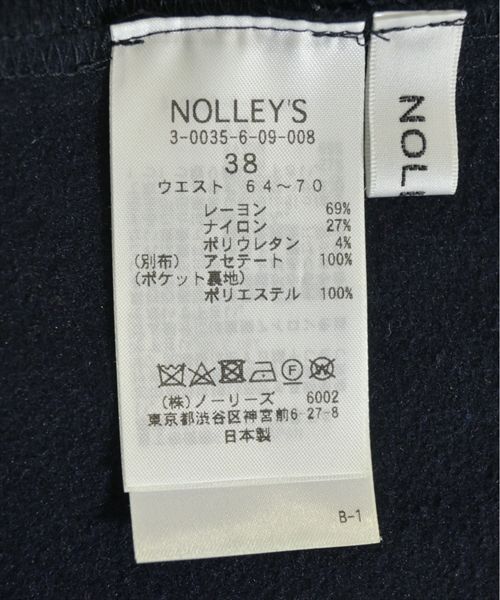 NOLLEY'S
3-0035-6-09-008
38
ウエスト 64～70
レーヨン 69%
ナイロン 27%
ポリウレタン 4%
(別布) アセテート 100%
(ポケット裏地)
ポリエステル 100%
(株)ノーリーズ 6002
東京都渋谷区神宮前6-27-8
日本製
B-1
NOLL